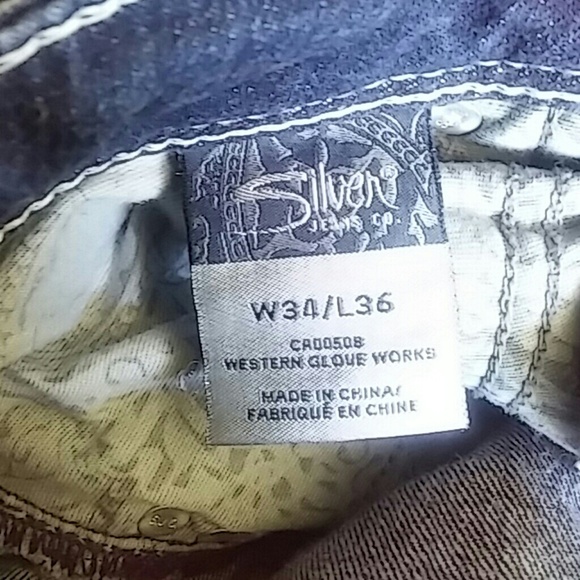 Silver®
JEANS CO.
W34/L36
CA00508
WESTERN GLOVE WORKS
MADE IN CHINA/
FABRIQUÉ EN CHINE